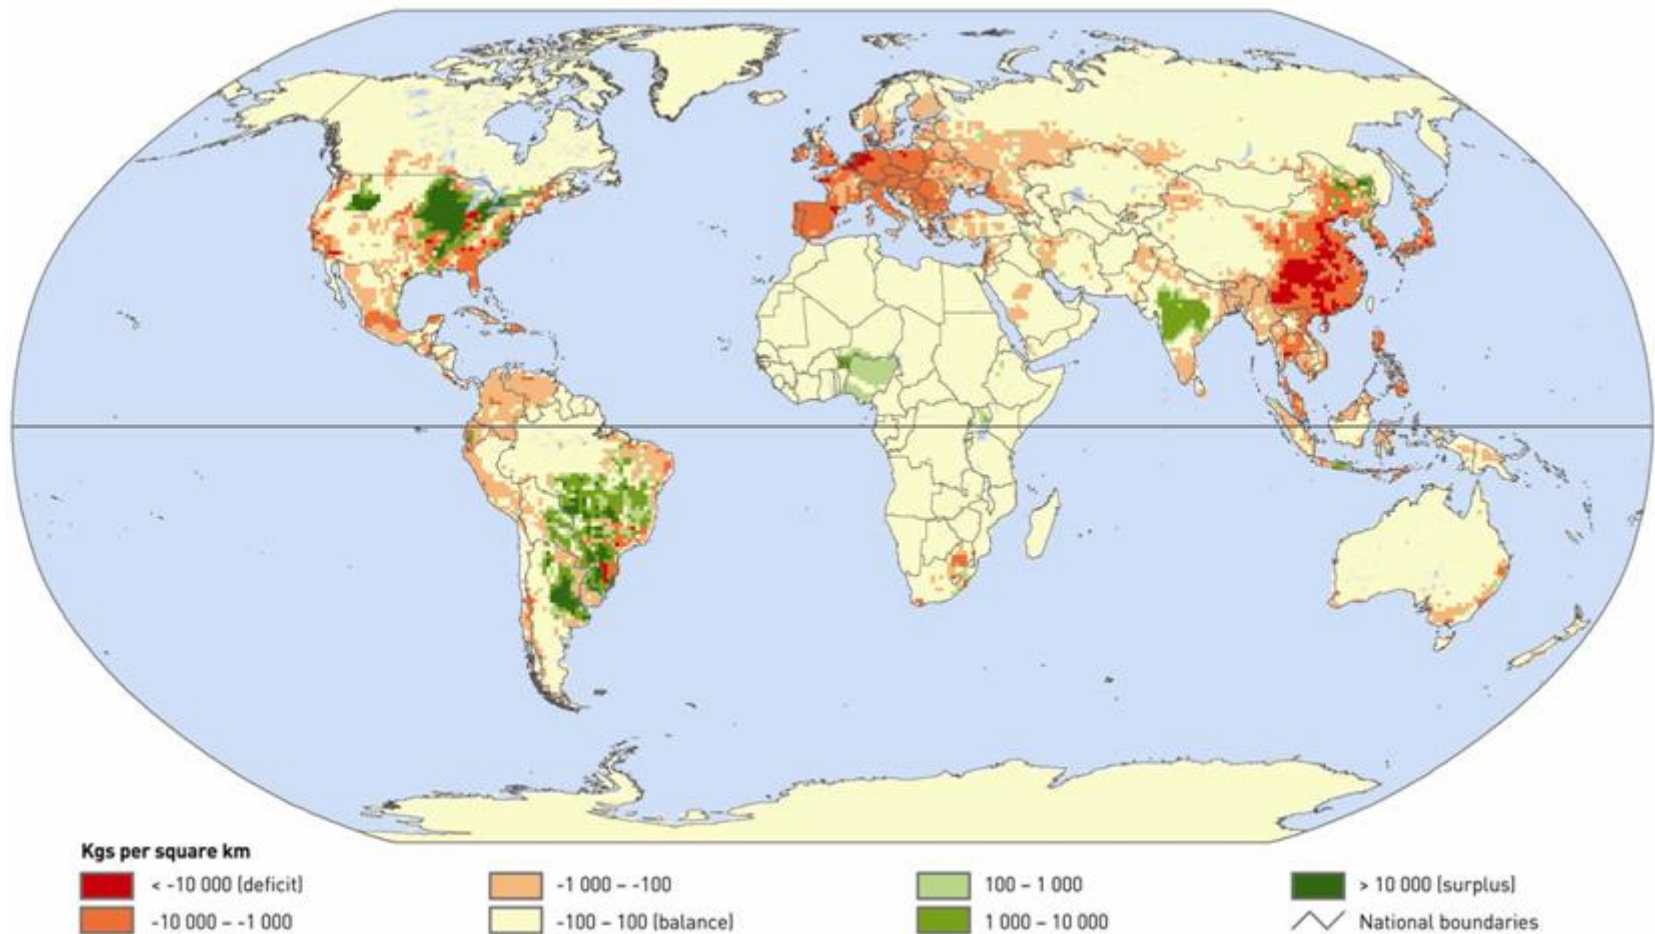 Kgs per square km
< -10 000 (deficit)
-10 000 – -1 000
-1 000 – -100
-100 – 100 (balance)
100 – 1 000
1 000 – 10 000
> 10 000 (surplus)
National boundaries